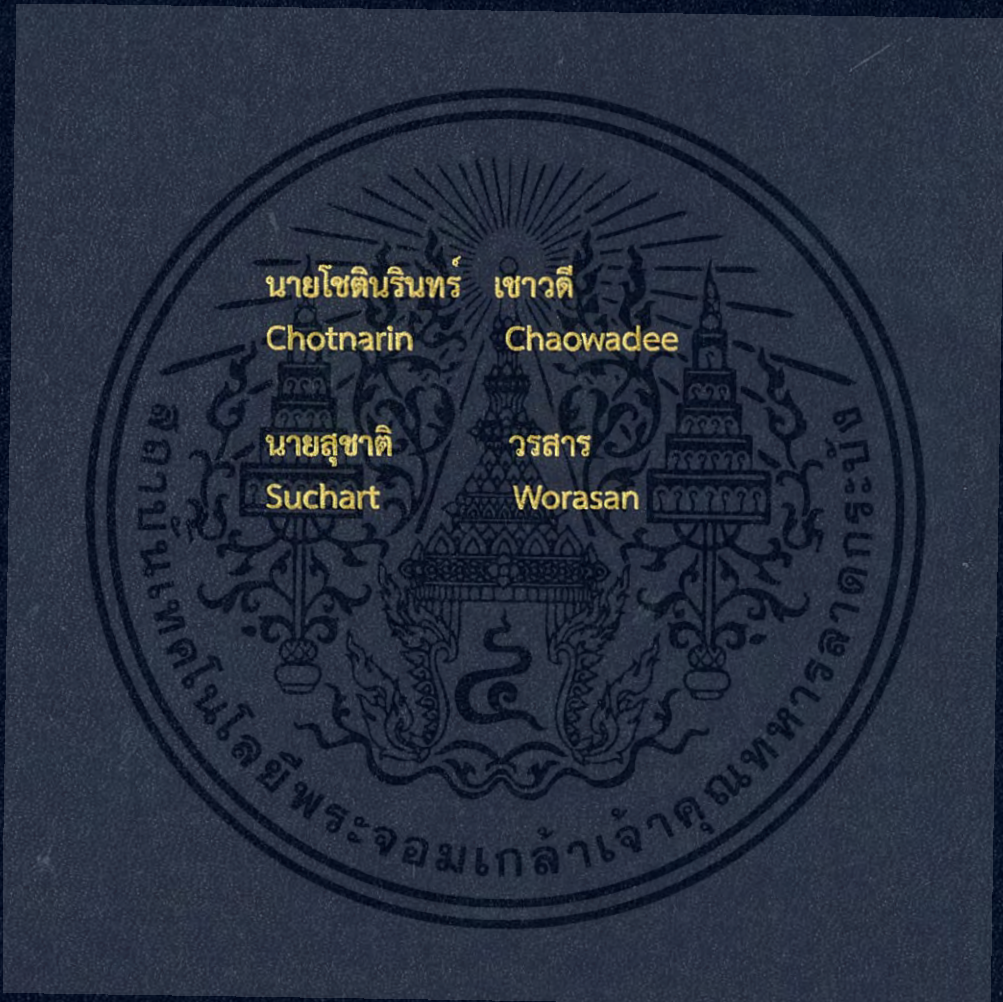 นายโชตินรินทร์ เชาวดี
Chotnarin Chaowadee
นายสุชาติ วรสาร
Suchart Worasan
สถาบันเทคโนโลยีพระจอมเกล้าเจ้าคุณทหารลาดกระบัง